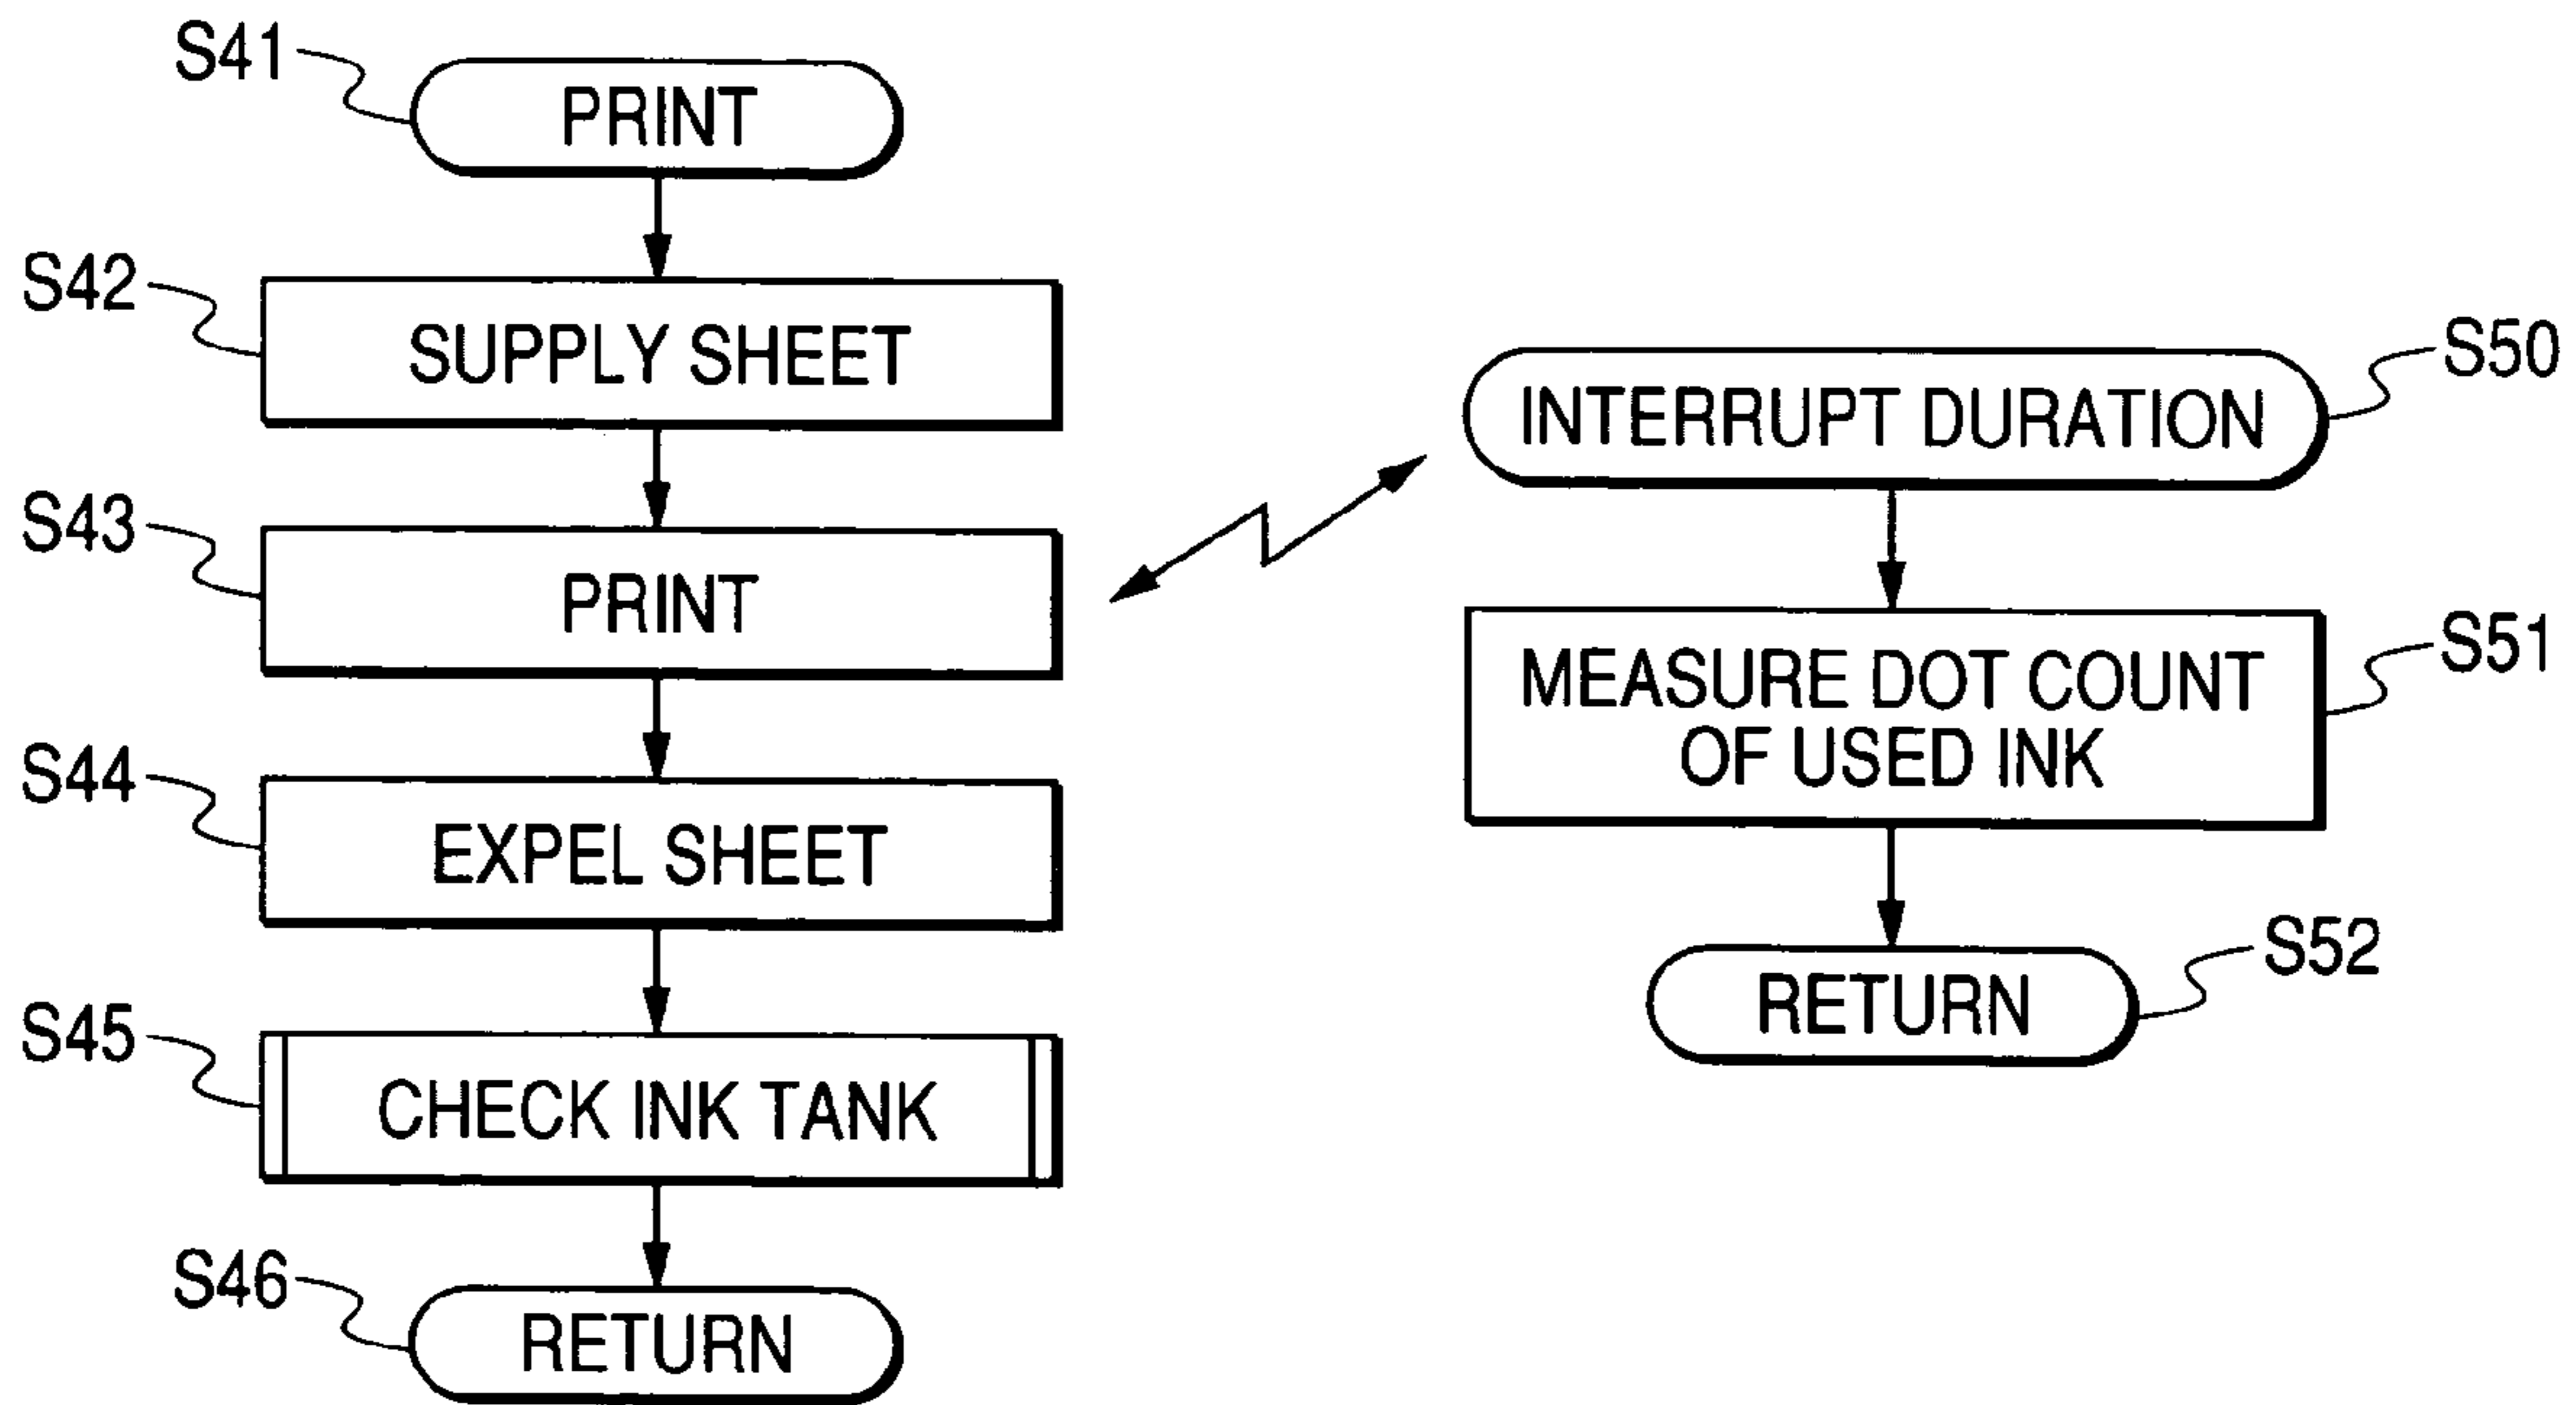 S41
PRINT
S42
SUPPLY SHEET
S43
PRINT
S44
EXPEL SHEET
S45
CHECK INK TANK
S46
RETURN
S50
INTERRUPT DURATION
S51
MEASURE DOT COUNT
OF USED INK
S52
RETURN